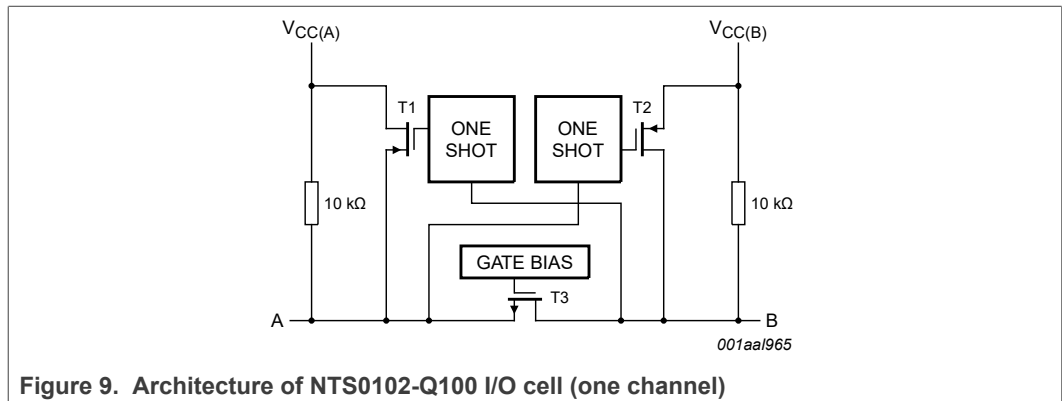 VCC(A)
VCC(B)
T1
ONE
SHOT
ONE
SHOT
T2
10 kΩ
10 kΩ
GATE BIAS
T3
A
B
001aal965
Figure 9. Architecture of NTS0102-Q100 I/O cell (one channel)